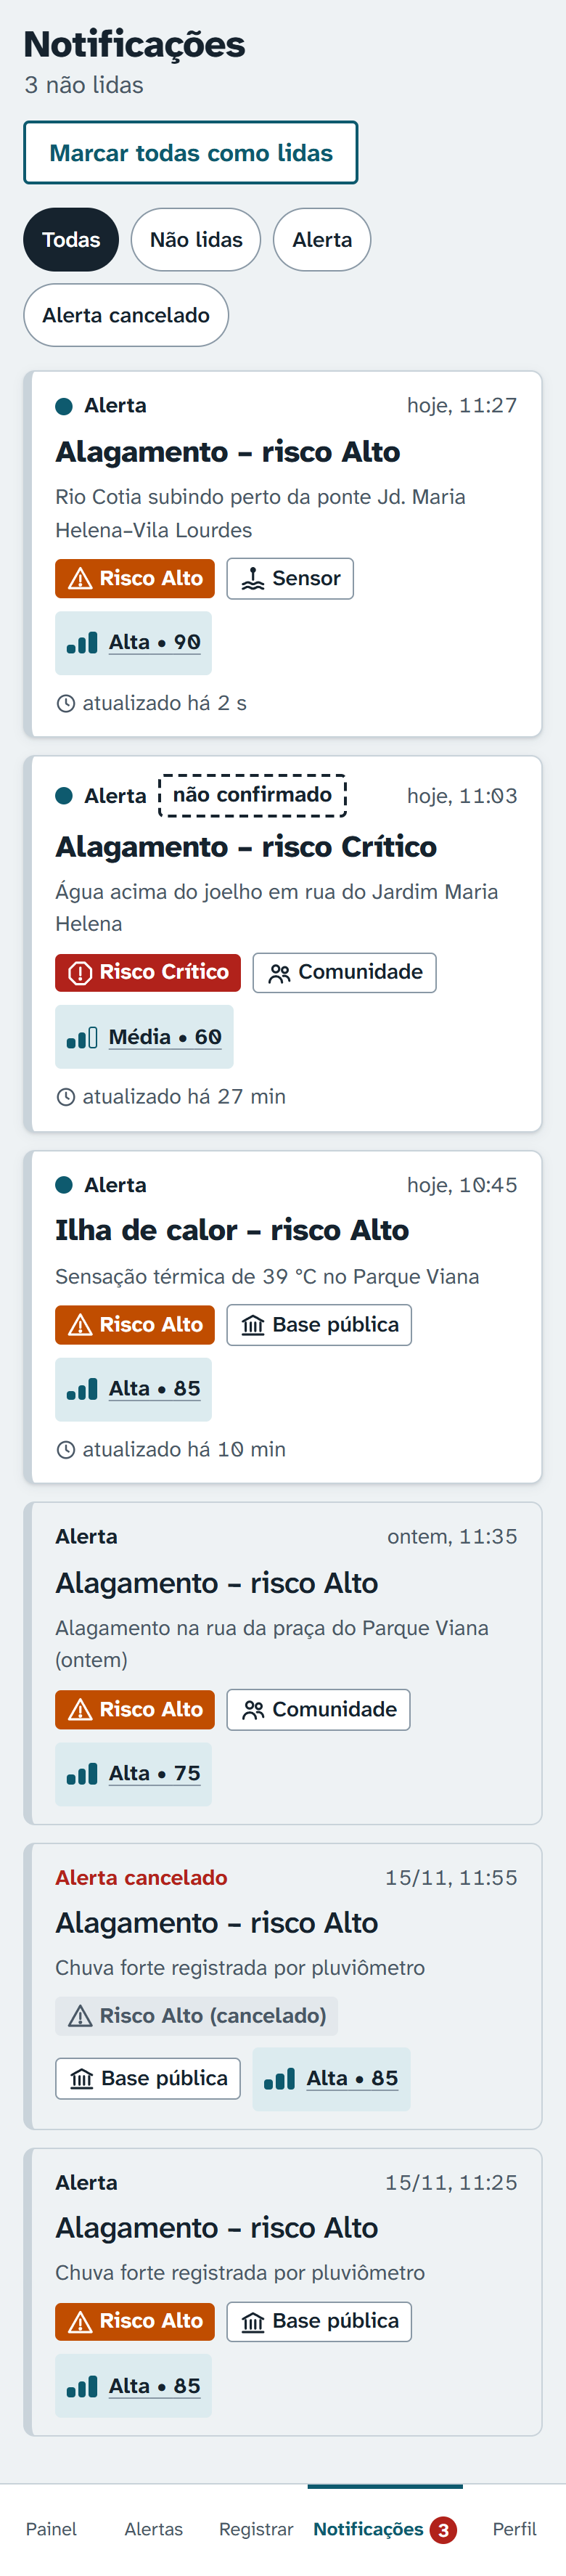 Notificações
3 não lidas
Marcar todas como lidas
Todas Não lidas Alerta
Alerta cancelado
Alerta hoje, 11:27
Alagamento – risco Alto
Rio Cotia subindo perto da ponte Jd. Maria
Helena–Vila Lourdes
Risco Alto Sensor
Alta • 90
atualizado há 2 s
Alerta não confirmado hoje, 11:03
Alagamento – risco Crítico
Água acima do joelho em rua do Jardim Maria
Helena
Risco Crítico Comunidade
Média • 60
atualizado há 27 min
Alerta hoje, 10:45
Ilha de calor – risco Alto
Sensação térmica de 39 °C no Parque Viana
Risco Alto Base pública
Alta • 85
atualizado há 10 min
Alerta ontem, 11:35
Alagamento – risco Alto
Alagamento na rua da praça do Parque Viana
(ontem)
Risco Alto Comunidade
Alta • 75
Alerta cancelado 15/11, 11:55
Alagamento – risco Alto
Chuva forte registrada por pluviômetro
Risco Alto (cancelado)
Base pública Alta • 85
Alerta 15/11, 11:25
Alagamento – risco Alto
Chuva forte registrada por pluviômetro
Risco Alto Base pública
Alta • 85
Painel Alertas Registrar Notificações 3 Perfil